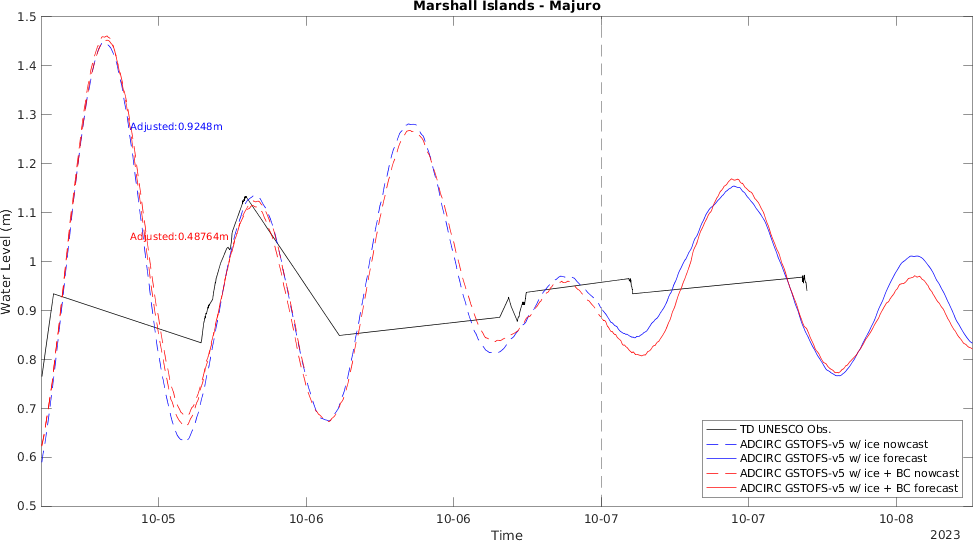 Marshall Islands - Majuro
1.5
1.4
1.3
1.2
1.1
1
0.9
0.8
0.7
0.6
0.5
Water Level (m)
Adjusted:0.9248m
Adjusted:0.48764m
TD UNESCO Obs.
ADCIRC GSTOFS-v5 w/ ice nowcast
ADCIRC GSTOFS-v5 w/ ice forecast
ADCIRC GSTOFS-v5 w/ ice + BC nowcast
ADCIRC GSTOFS-v5 w/ ice + BC forecast
10-05 10-06 10-06 10-07 10-07 10-08
Time
2023